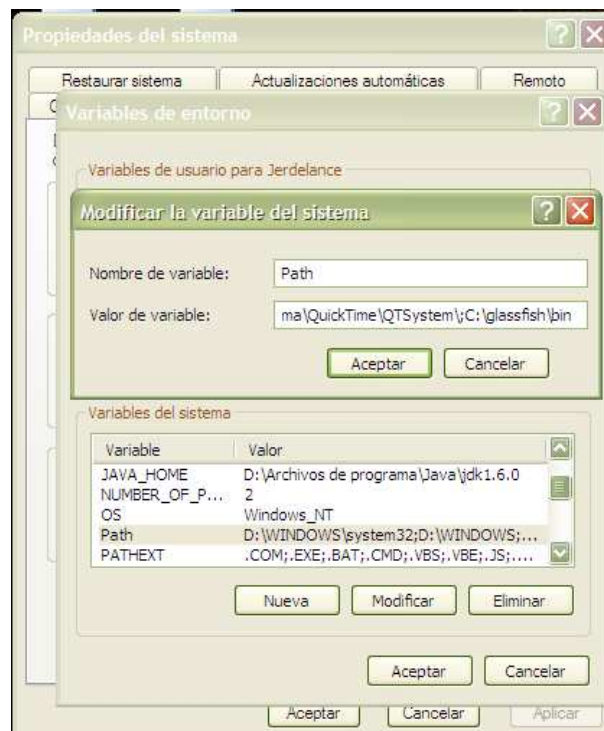 Propiedades del sistema
Restaurar sistema Actualizaciones automáticas Remoto
Variables de entorno
Variables de usuario para Jerdelance
Modificar la variable del sistema
Nombre de variable: Path
Valor de variable: ma\QuickTime\QTSystem\;C:\glassfish\bin
Aceptar Cancelar
Variables del sistema
Variable Valor
JAVA_HOME D:\Archivos de programa\Java\jdk1.6.0
NUMBER_OF_P... 2
OS Windows_NT
Path D:\WINDOWS\system32;D:\WINDOWS;...
PATHEXT .COM;.EXE;.BAT;.CMD;.VBS;.VBE;.JS;....
Nueva Modificar Eliminar
Aceptar Cancelar
Aceptar Cancelar Aplicar